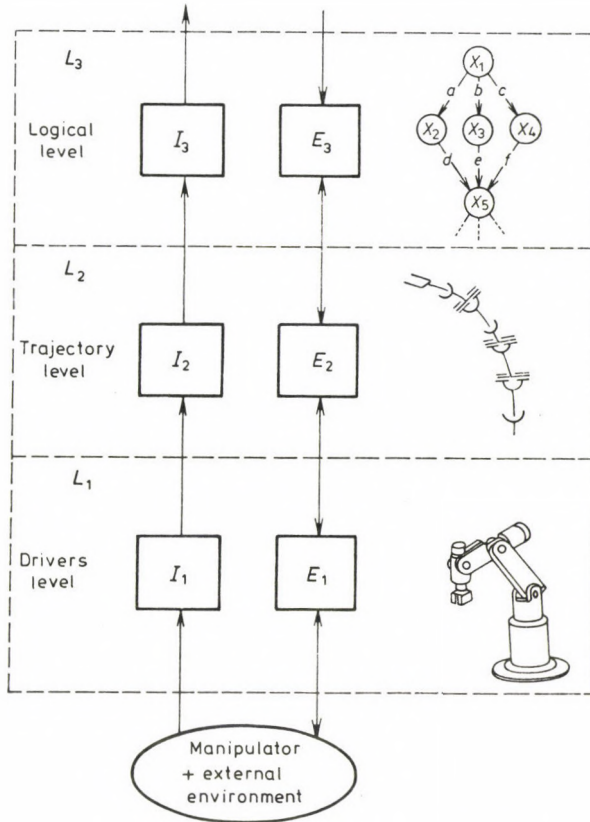 L3
Logical
level
I3
E3
X1
a b c
X2 X3 X4
d e f
X5
L2
Trajectory
level
I2
E2
L1
Drivers
level
I1
E1
Manipulator
+ external
environment